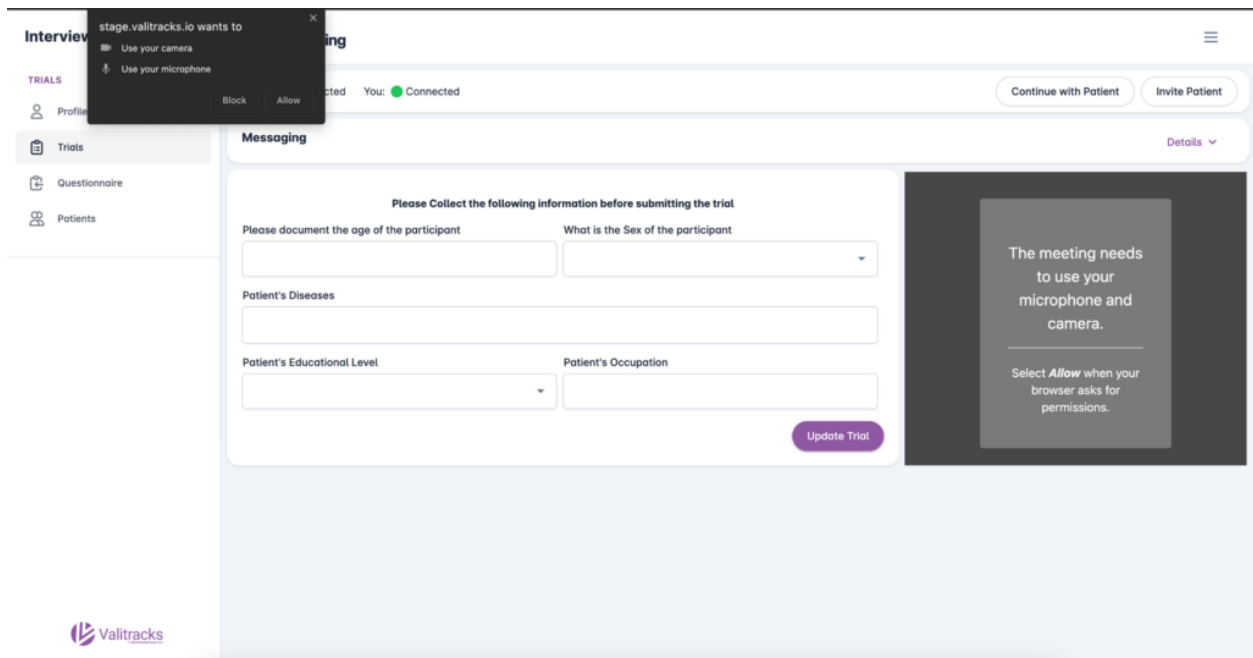 stage.valitracks.io wants to
Use your camera
Use your microphone
Block Allow
Interview
ing
TRIALS
Profile
Trials
Questionnaire
Patients
cted You: Connected
Continue with Patient Invite Patient
Messaging
Details
Please Collect the following information before submitting the trial
Please document the age of the participant What is the Sex of the participant
Patient's Diseases
Patient's Educational Level Patient's Occupation
Update Trial
The meeting needs
to use your
microphone and
camera.
Select Allow when your
browser asks for
permissions.
Valitracks